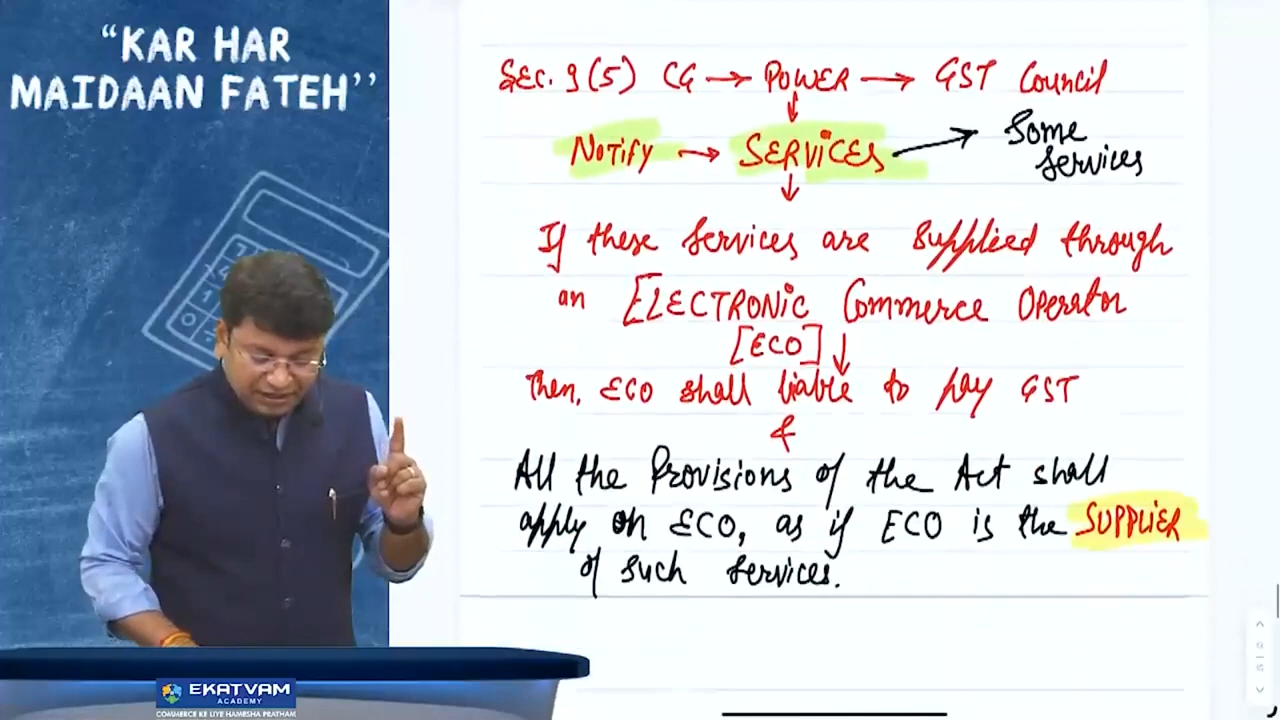 “KAR HAR
MAIDAAN FATEH’’
SEC. 9(5) CG → POWER → GST Council
↓
NOTIFY → SERVICES → Some
Services
↓
If these services are supplied through
an [ELECTRONIC Commerce Operator
[ECO] ↓
Then, ECO shall liable to pay GST
&
All the Provisions of the Act shall
apply on ECO, as if ECO is the SUPPLIER
of such services.
EKATVAM
ACADEMY
COMMERCE KE LIYE HAMESHA PRATHAM